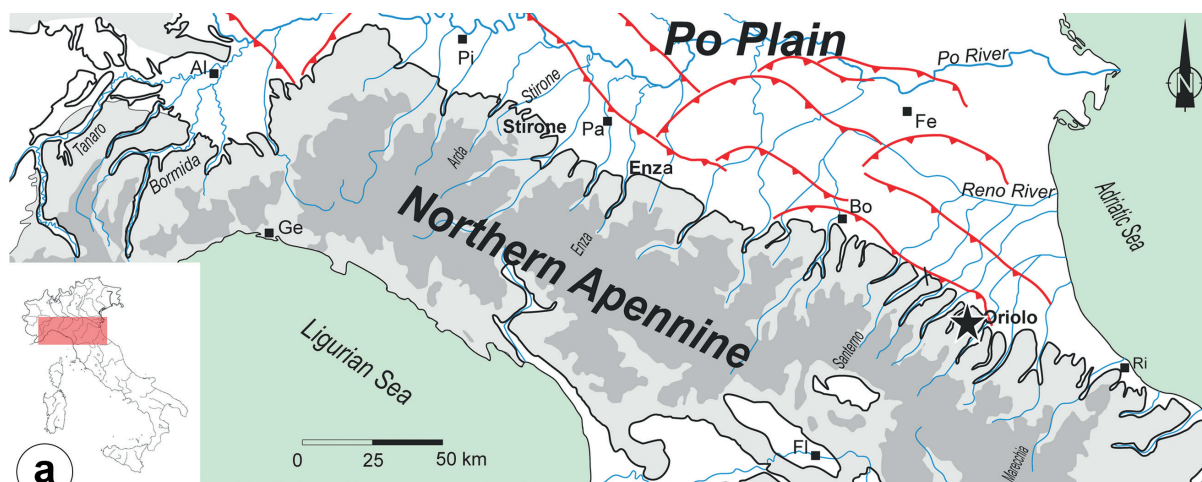 Po Plain
Po River
N
Al
Pi
Stirone
Stirone
Pa
Fe
Tanaro
Bormida
Arda
Enza
Reno River
Adriatic Sea
Ge
Northern Apennine
Enza
Bo
Ligurian Sea
Santerno
Oriolo
Ri
0 25 50 km
Fl
Marecchia
a